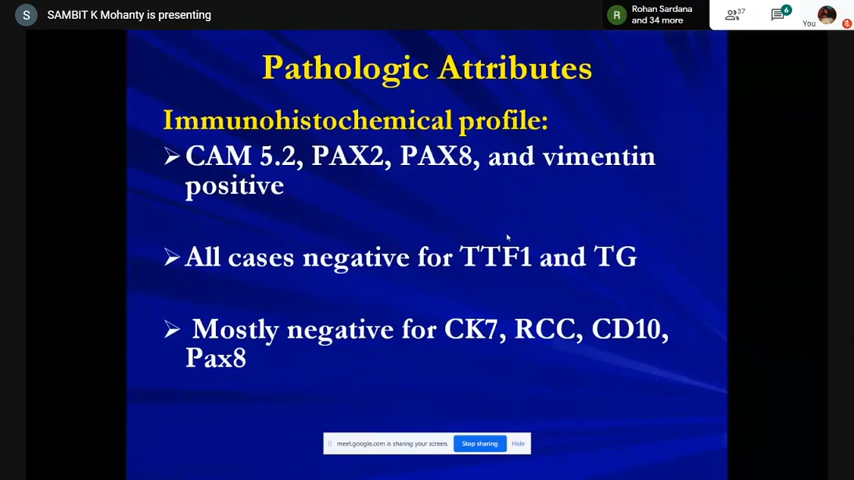 S SAMBIT K Mohanty is presenting
R Rohan Sardana
and 34 more
37
6
You
Pathologic Attributes
Immunohistochemical profile:
➢ CAM 5.2, PAX2, PAX8, and vimentin
positive
➢ All cases negative for TTF1 and TG
➢ Mostly negative for CK7, RCC, CD10,
Pax8
meet.google.com is sharing your screen. Stop sharing Hide